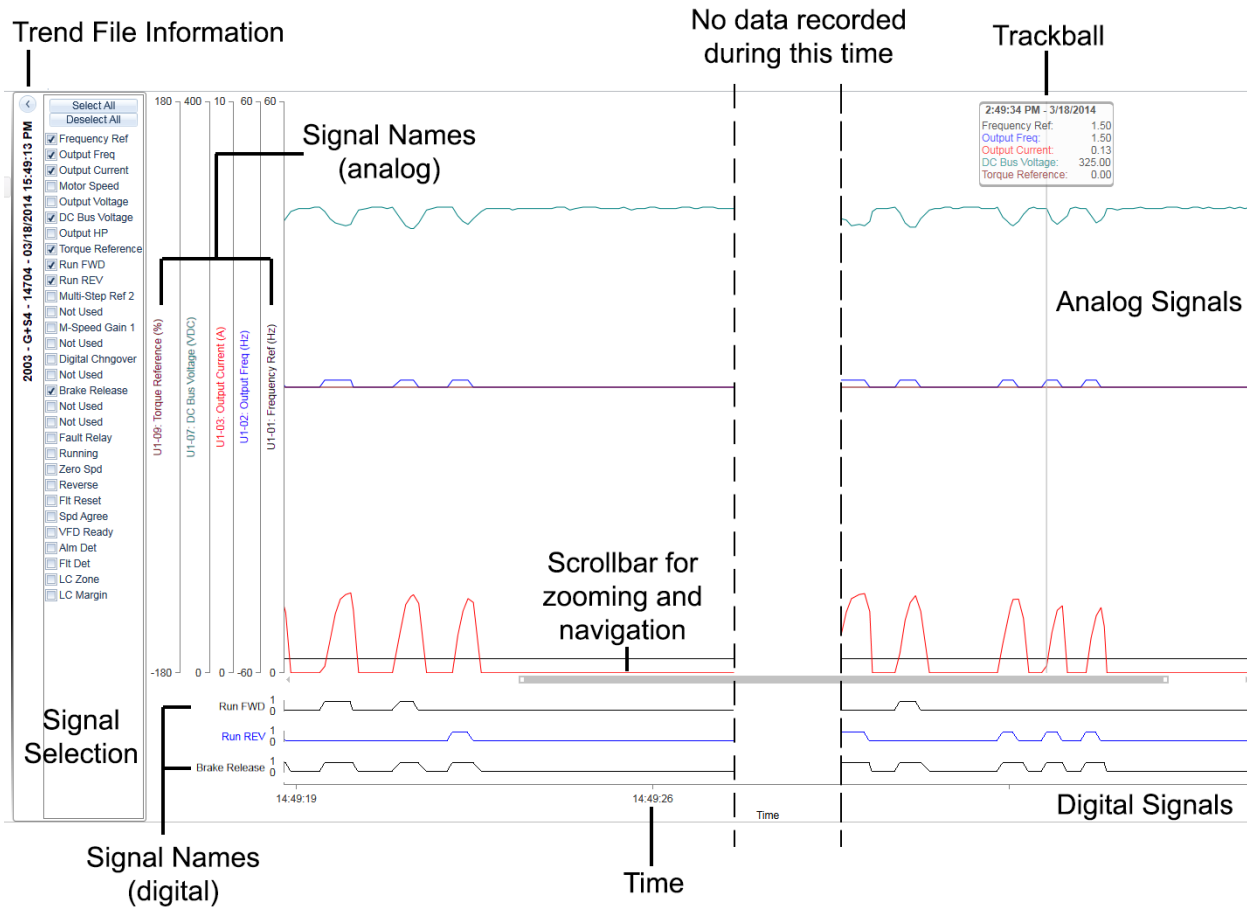 Trend File Information
No data recorded
during this time
Trackball
2003 - G+S4 - 14704 - 03/18/2014 15:49:13 PM
Select All
Deselect All
Frequency Ref
Output Freq
Output Current
Motor Speed
Output Voltage
DC Bus Voltage
Output HP
Torque Reference
Run FWD
Run REV
Multi-Step Ref 2
Not Used
M-Speed Gain 1
Not Used
Digital Chngover
Not Used
Brake Release
Not Used
Not Used
Fault Relay
Running
Zero Spd
Reverse
Flt Reset
Spd Agree
VFD Ready
Alm Det
Flt Det
LC Zone
LC Margin
Signal
Selection
180
400
10
60
60
Signal Names
(analog)
U1-09: Torque Reference (%)
U1-07: DC Bus Voltage (VDC)
U1-03: Output Current (A)
U1-02: Output Freq (Hz)
U1-01: Frequency Ref (Hz)
-180
0
0
-60
0
2:49:34 PM - 3/18/2014
Frequency Ref: 1.50
Output Freq: 1.50
Output Current: 0.13
DC Bus Voltage: 325.00
Torque Reference: 0.00
Analog Signals
Scrollbar for
zooming and
navigation
Run FWD
1
0
Run REV
1
0
Brake Release
1
0
14:49:19
14:49:26
Time
Digital Signals
Signal Names
(digital)
Time